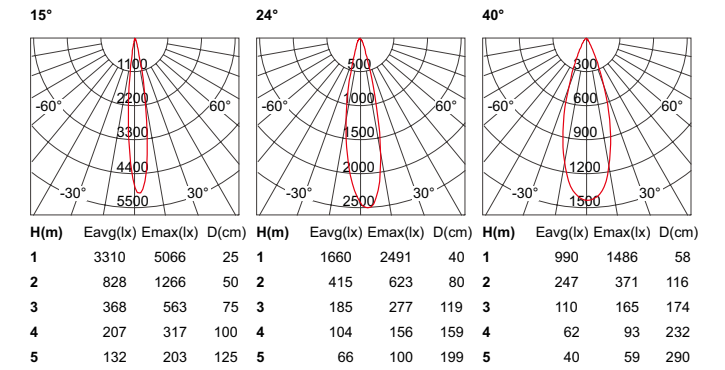 15° 24° 40°
1100 500 300
2200 1000 600
-60° 60° -60° 60° -60° 60°
3300 1500 900
4400 2000 1200
-30° 30° -30° 30° -30° 30°
5500 2500 1500
H(m) Eavg(lx) Emax(lx) D(cm) H(m) Eavg(lx) Emax(lx) D(cm) H(m) Eavg(lx) Emax(lx) D(cm)
1 3310 5066 25 1 1660 2491 40 1 990 1486 58
2 828 1266 50 2 415 623 80 2 247 371 116
3 368 563 75 3 185 277 119 3 110 165 174
4 207 317 100 4 104 156 159 4 62 93 232
5 132 203 125 5 66 100 199 5 40 59 290